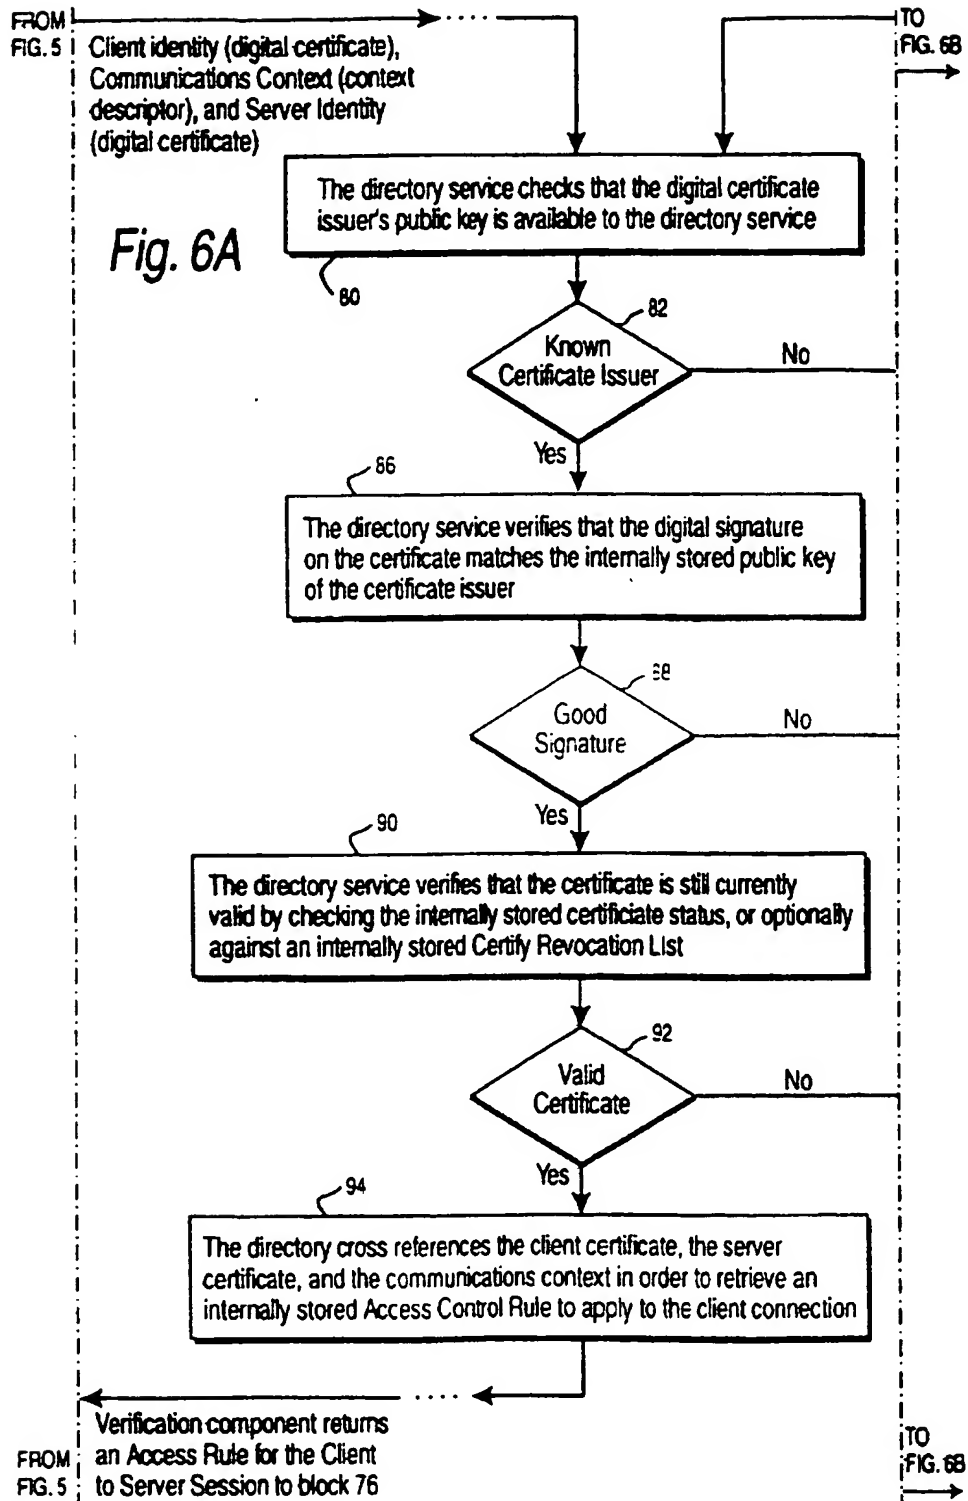 FROM
FIG. 5
TO
FIG. 6B
Client identity (digital certificate),
Communications Context (context
descriptor), and Server Identity
(digital certificate)
The directory service checks that the digital certificate
issuer's public key is available to the directory service
Fig. 6A
80
82
Known
Certificate Issuer
No
Yes
86
The directory service verifies that the digital signature
on the certificate matches the internally stored public key
of the certificate issuer
88
Good
Signature
No
Yes
90
The directory service verifies that the certificate is still currently
valid by checking the internally stored certificiate status, or optionally
against an internally stored Certify Revocation LIst
92
Valid
Certificate
No
Yes
94
The directory cross references the client certificate, the server
certificate, and the communications context in order to retrieve an
internally stored Access Control Rule to apply to the client connection
Verification component returns
an Access Rule for the Client
to Server Session to block 76
FROM
FIG. 5
TO
FIG. 6B